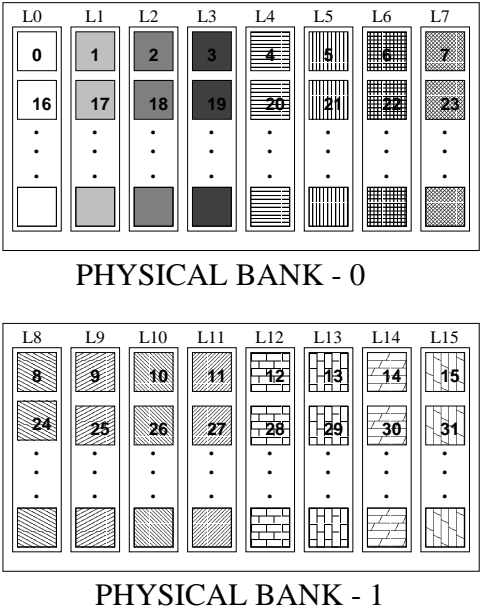 L0 L1 L2 L3 L4 L5 L6 L7
0 1 2 3 4 5 6 7
16 17 18 19 20 21 22 23
PHYSICAL BANK - 0
L8 L9 L10 L11 L12 L13 L14 L15
8 9 10 11 12 13 14 15
24 25 26 27 28 29 30 31
PHYSICAL BANK - 1